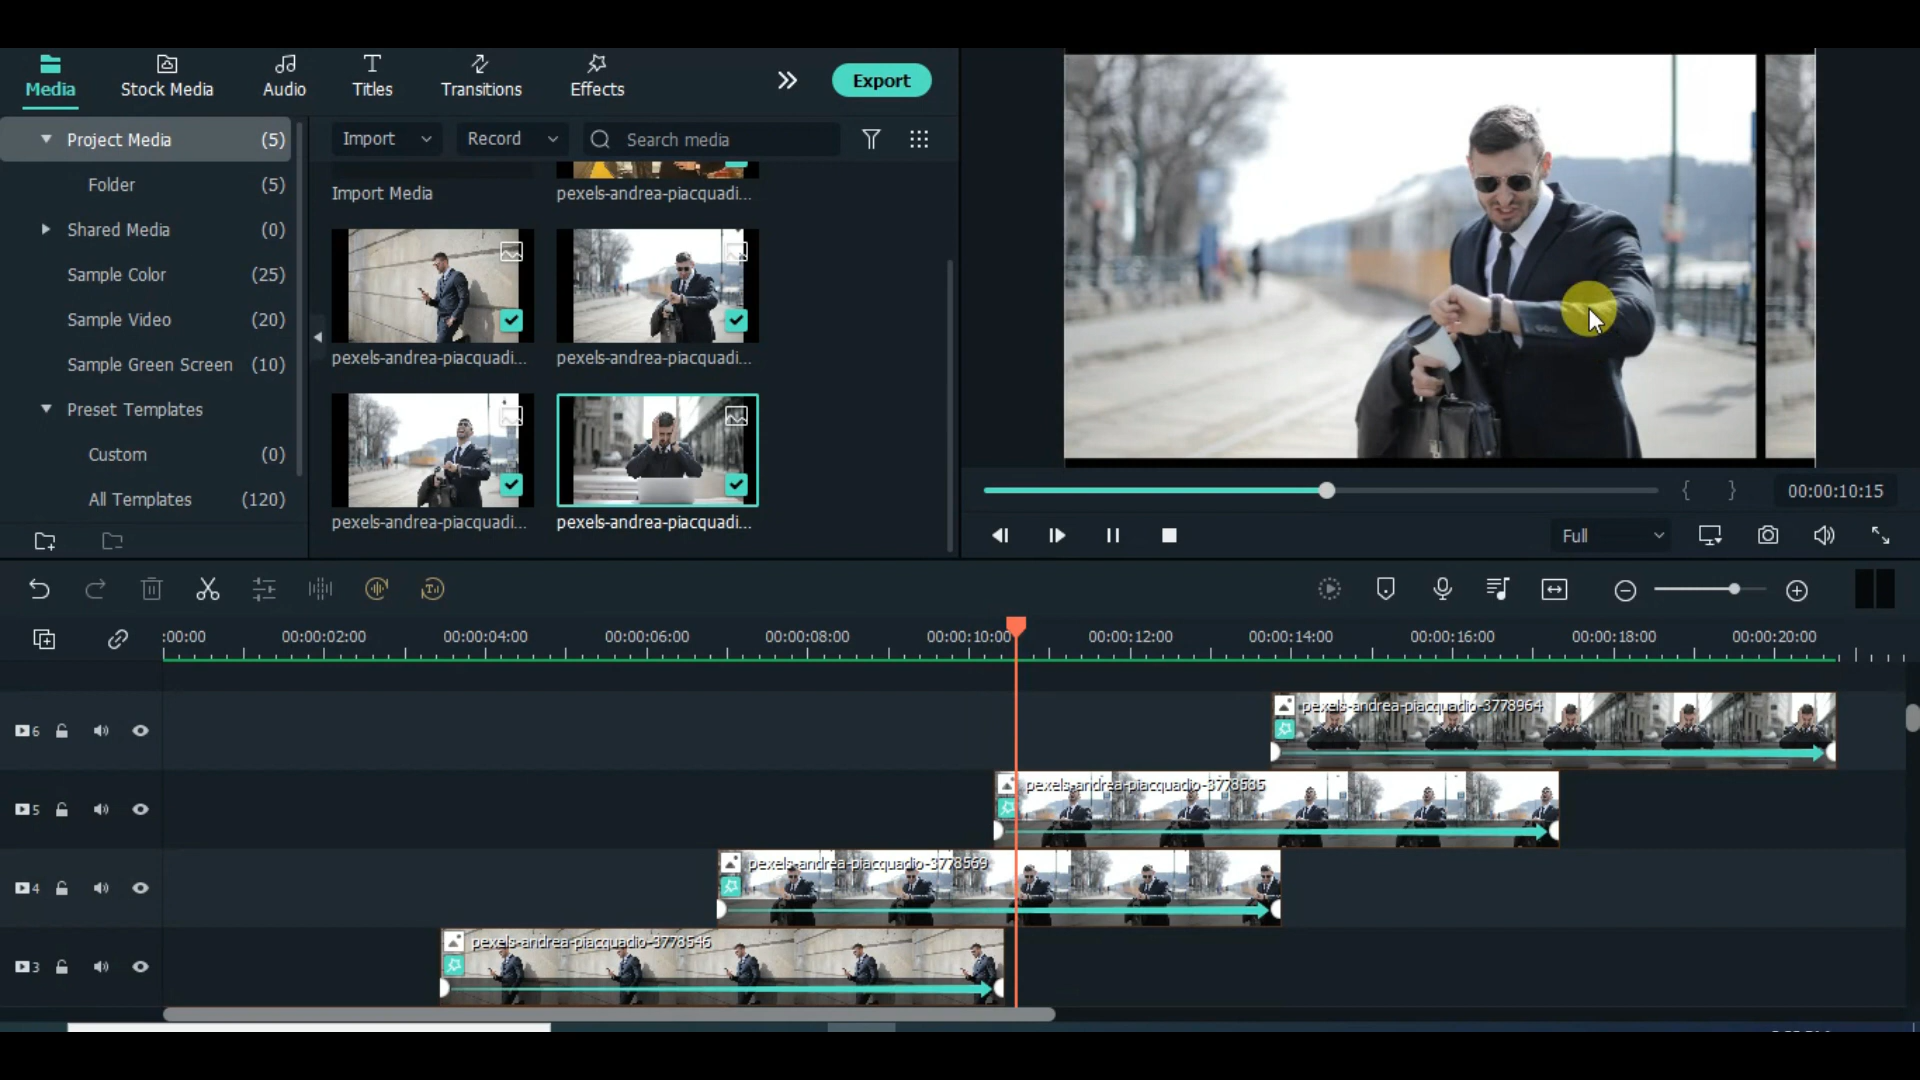 Media
Stock Media
Audio
Titles
Transitions
Effects
Export
Project Media (5)
Folder (5)
Shared Media (0)
Sample Color (25)
Sample Video (20)
Sample Green Screen (10)
Preset Templates
Custom (0)
All Templates (120)
Import
Record
Search media
Import Media
pexels-andrea-piacquadi...
pexels-andrea-piacquadi...
pexels-andrea-piacquadi...
pexels-andrea-piacquadi...
pexels-andrea-piacquadi...
{ }
00:00:10:15
Full
:00:00 00:00:02:00 00:00:04:00 00:00:06:00 00:00:08:00 00:00:10:00 00:00:12:00 00:00:14:00 00:00:16:00 00:00:18:00 00:00:20:00
6
pexels-andrea-piacquadio-3778964
5
pexels-andrea-piacquadio-3778585
4
pexels-andrea-piacquadio-3778569
3
pexels-andrea-piacquadio-3778546